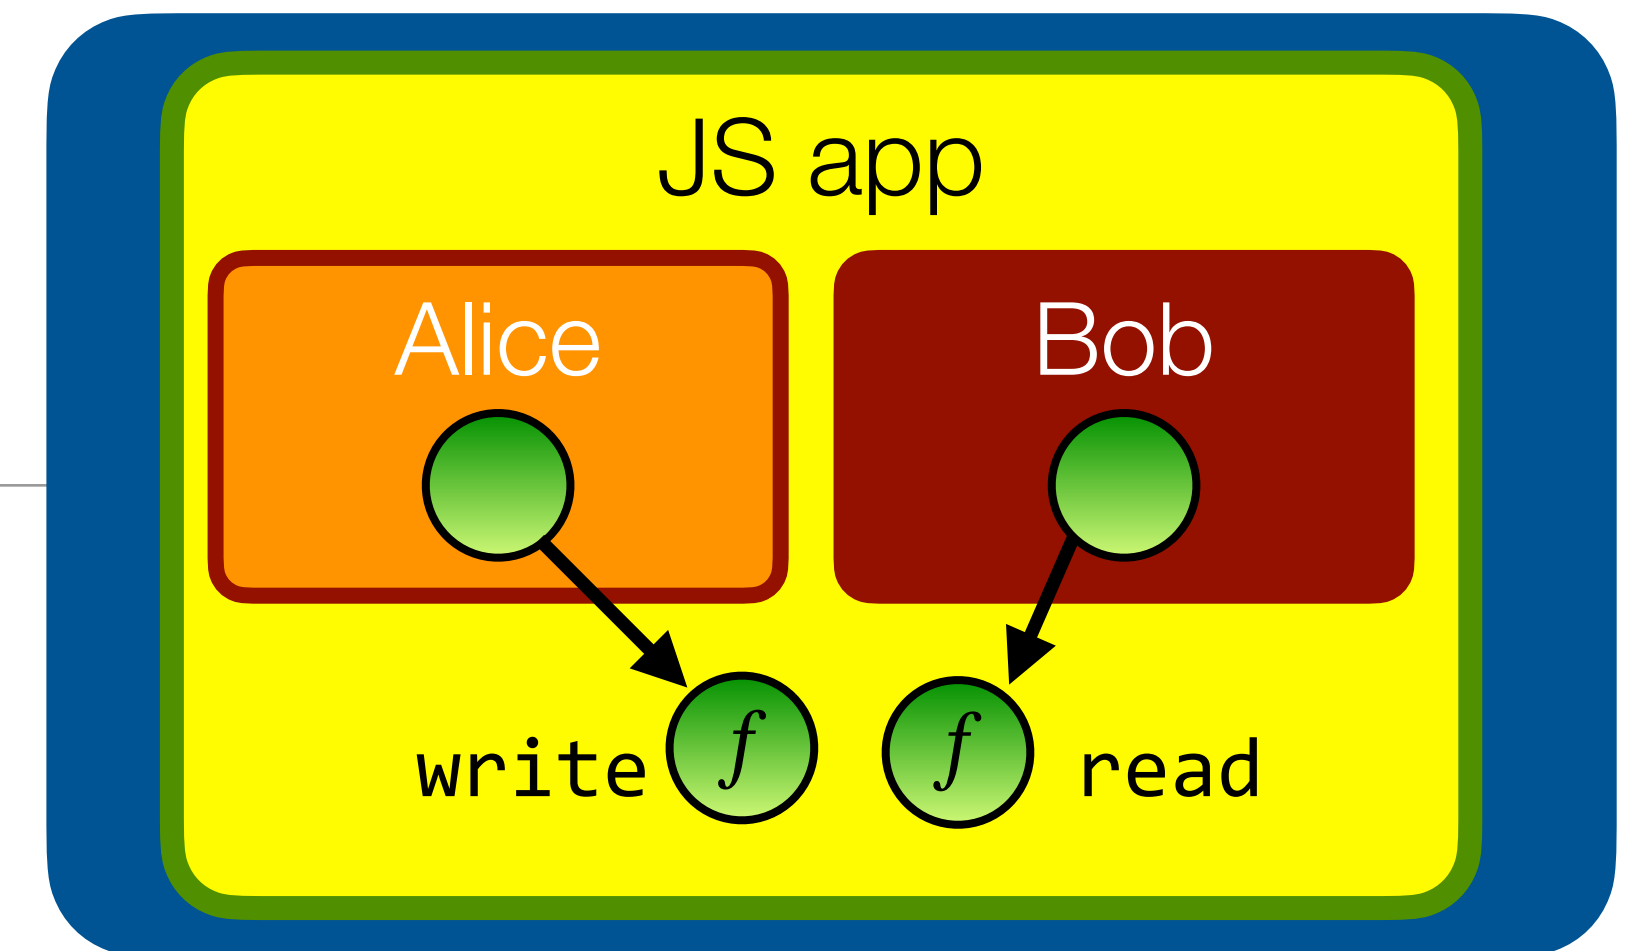 JS app
Alice
Bob
write
f
f
read